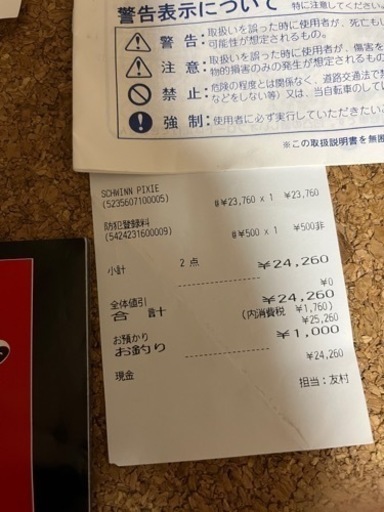 警告表示について
特に注意して
警告：取扱いを誤った時に使用者が、死亡もし
可能性が想定されるもの。
注意：取扱いを誤った時に使用者が、傷害を
物的損害のみの発生が想定されるもの
禁止：危険の程度とは関係なく、道路交通法で禁
などをしない等）又は、当自転車のしてい
強制：使用者に必ず実行していただきたい
※この取扱説明書を無断
SCHWINN PIXIE
(5235607100005) @¥23,760 x 1 ¥23,760
防犯登録料
(5424231600009) @¥500 x 1 ¥500非
小計 2 点 ¥24,260
全体値引 ¥0
合 計 ¥24,260
(内消費税 ¥1,760)
お預かり ¥25,260
お釣り ¥1,000
現金 ¥24,260
担当：友村